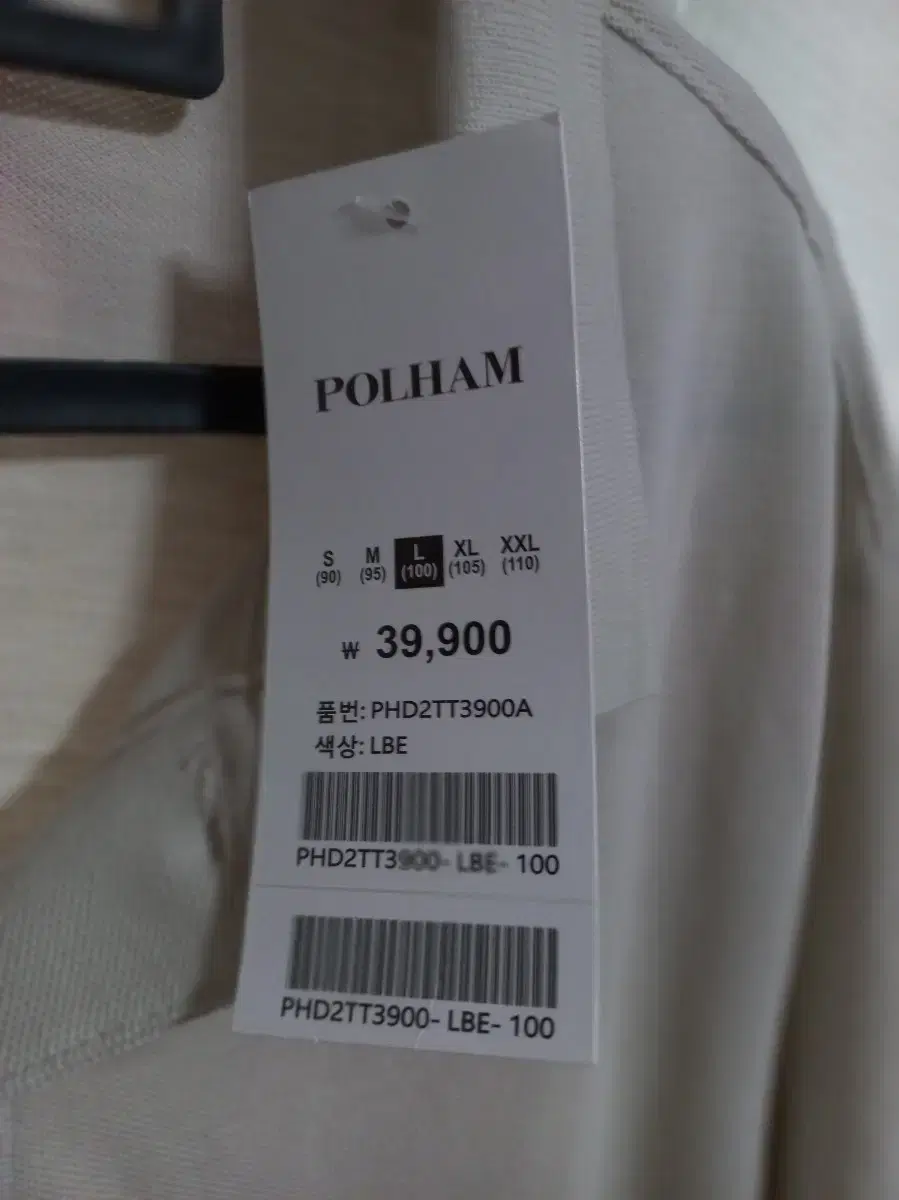 POLHAM
S M L XL XXL
(90) (95) (100) (105) (110)
₩ 39,900
품번: PHD2TT3900A
색상: LBE
PHD2TT3900- LBE- 100
PHD2TT3900- LBE- 100